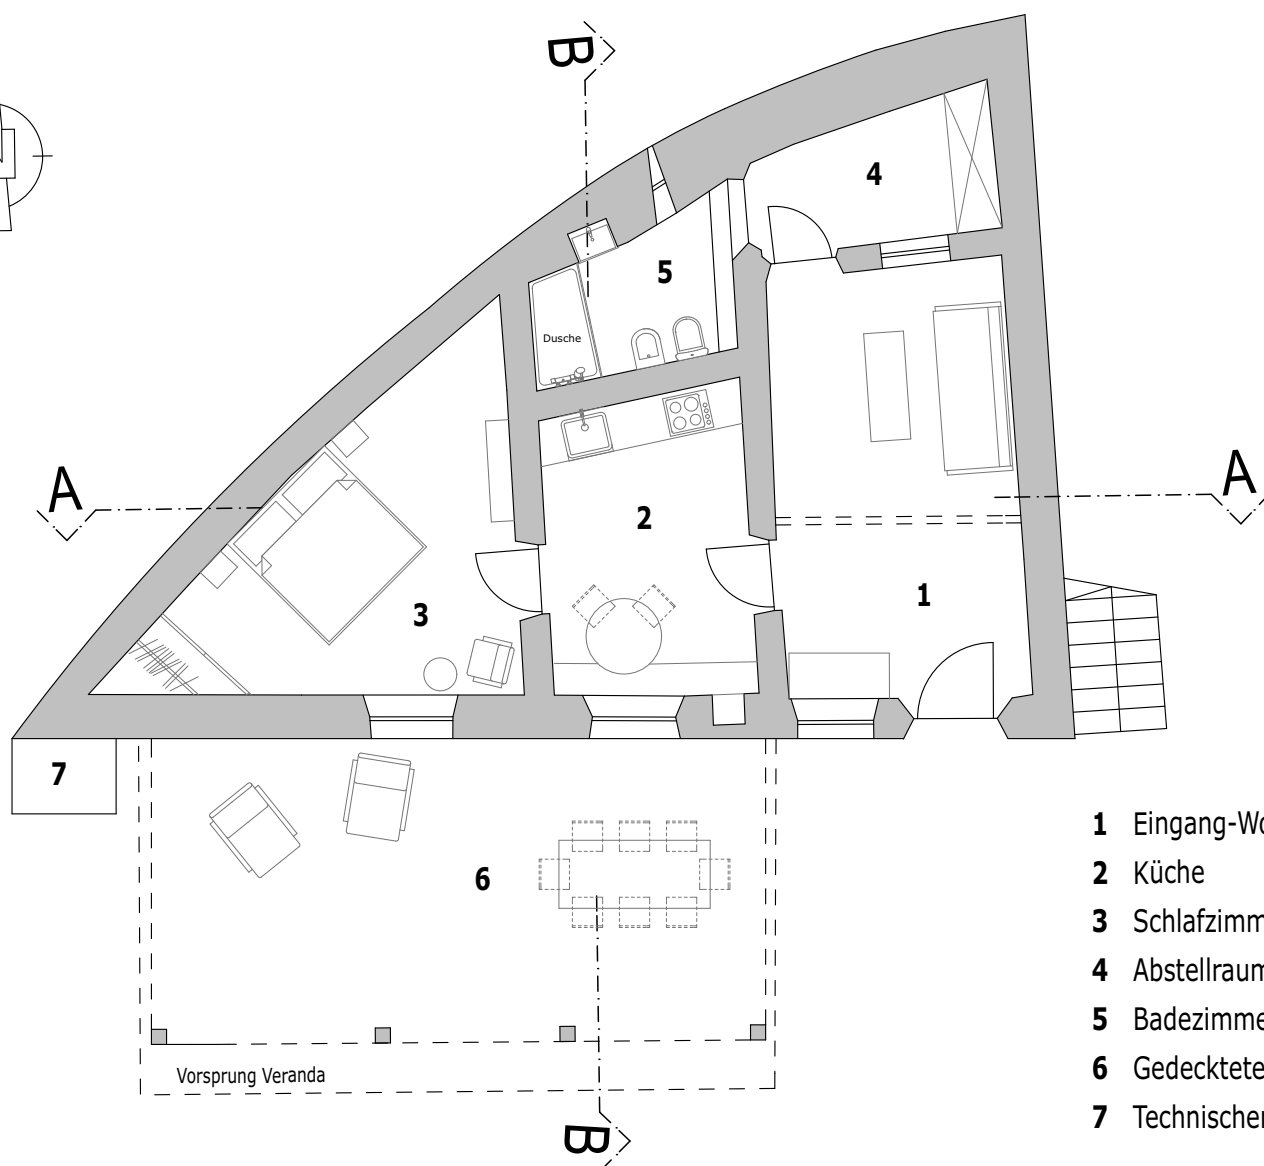 B
4
5
Dusche
A
A
2
3
1
7
6
Vorsprung Veranda
B
1 Eingang-Wo
2 Küche
3 Schlafzimm
4 Abstellraum
5 Badezimme
6 Gedecktete
7 Technischer